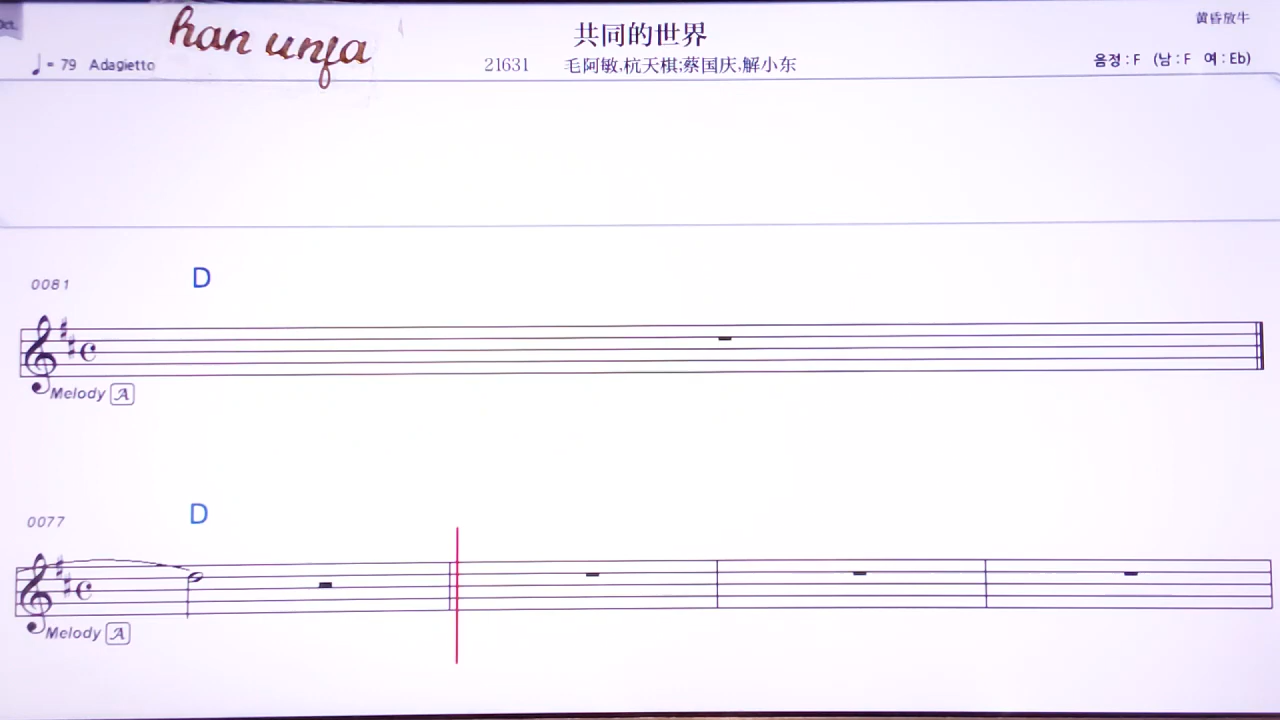 Oct.
han unfa
共同的世界
黄昏放牛
♩= 79 Adagietto
21631 毛阿敏,杭天棋;蔡国庆,解小东
음정 : F (남 : F 여 : Eb)
0081
D
Melody A
0077
D
Melody A